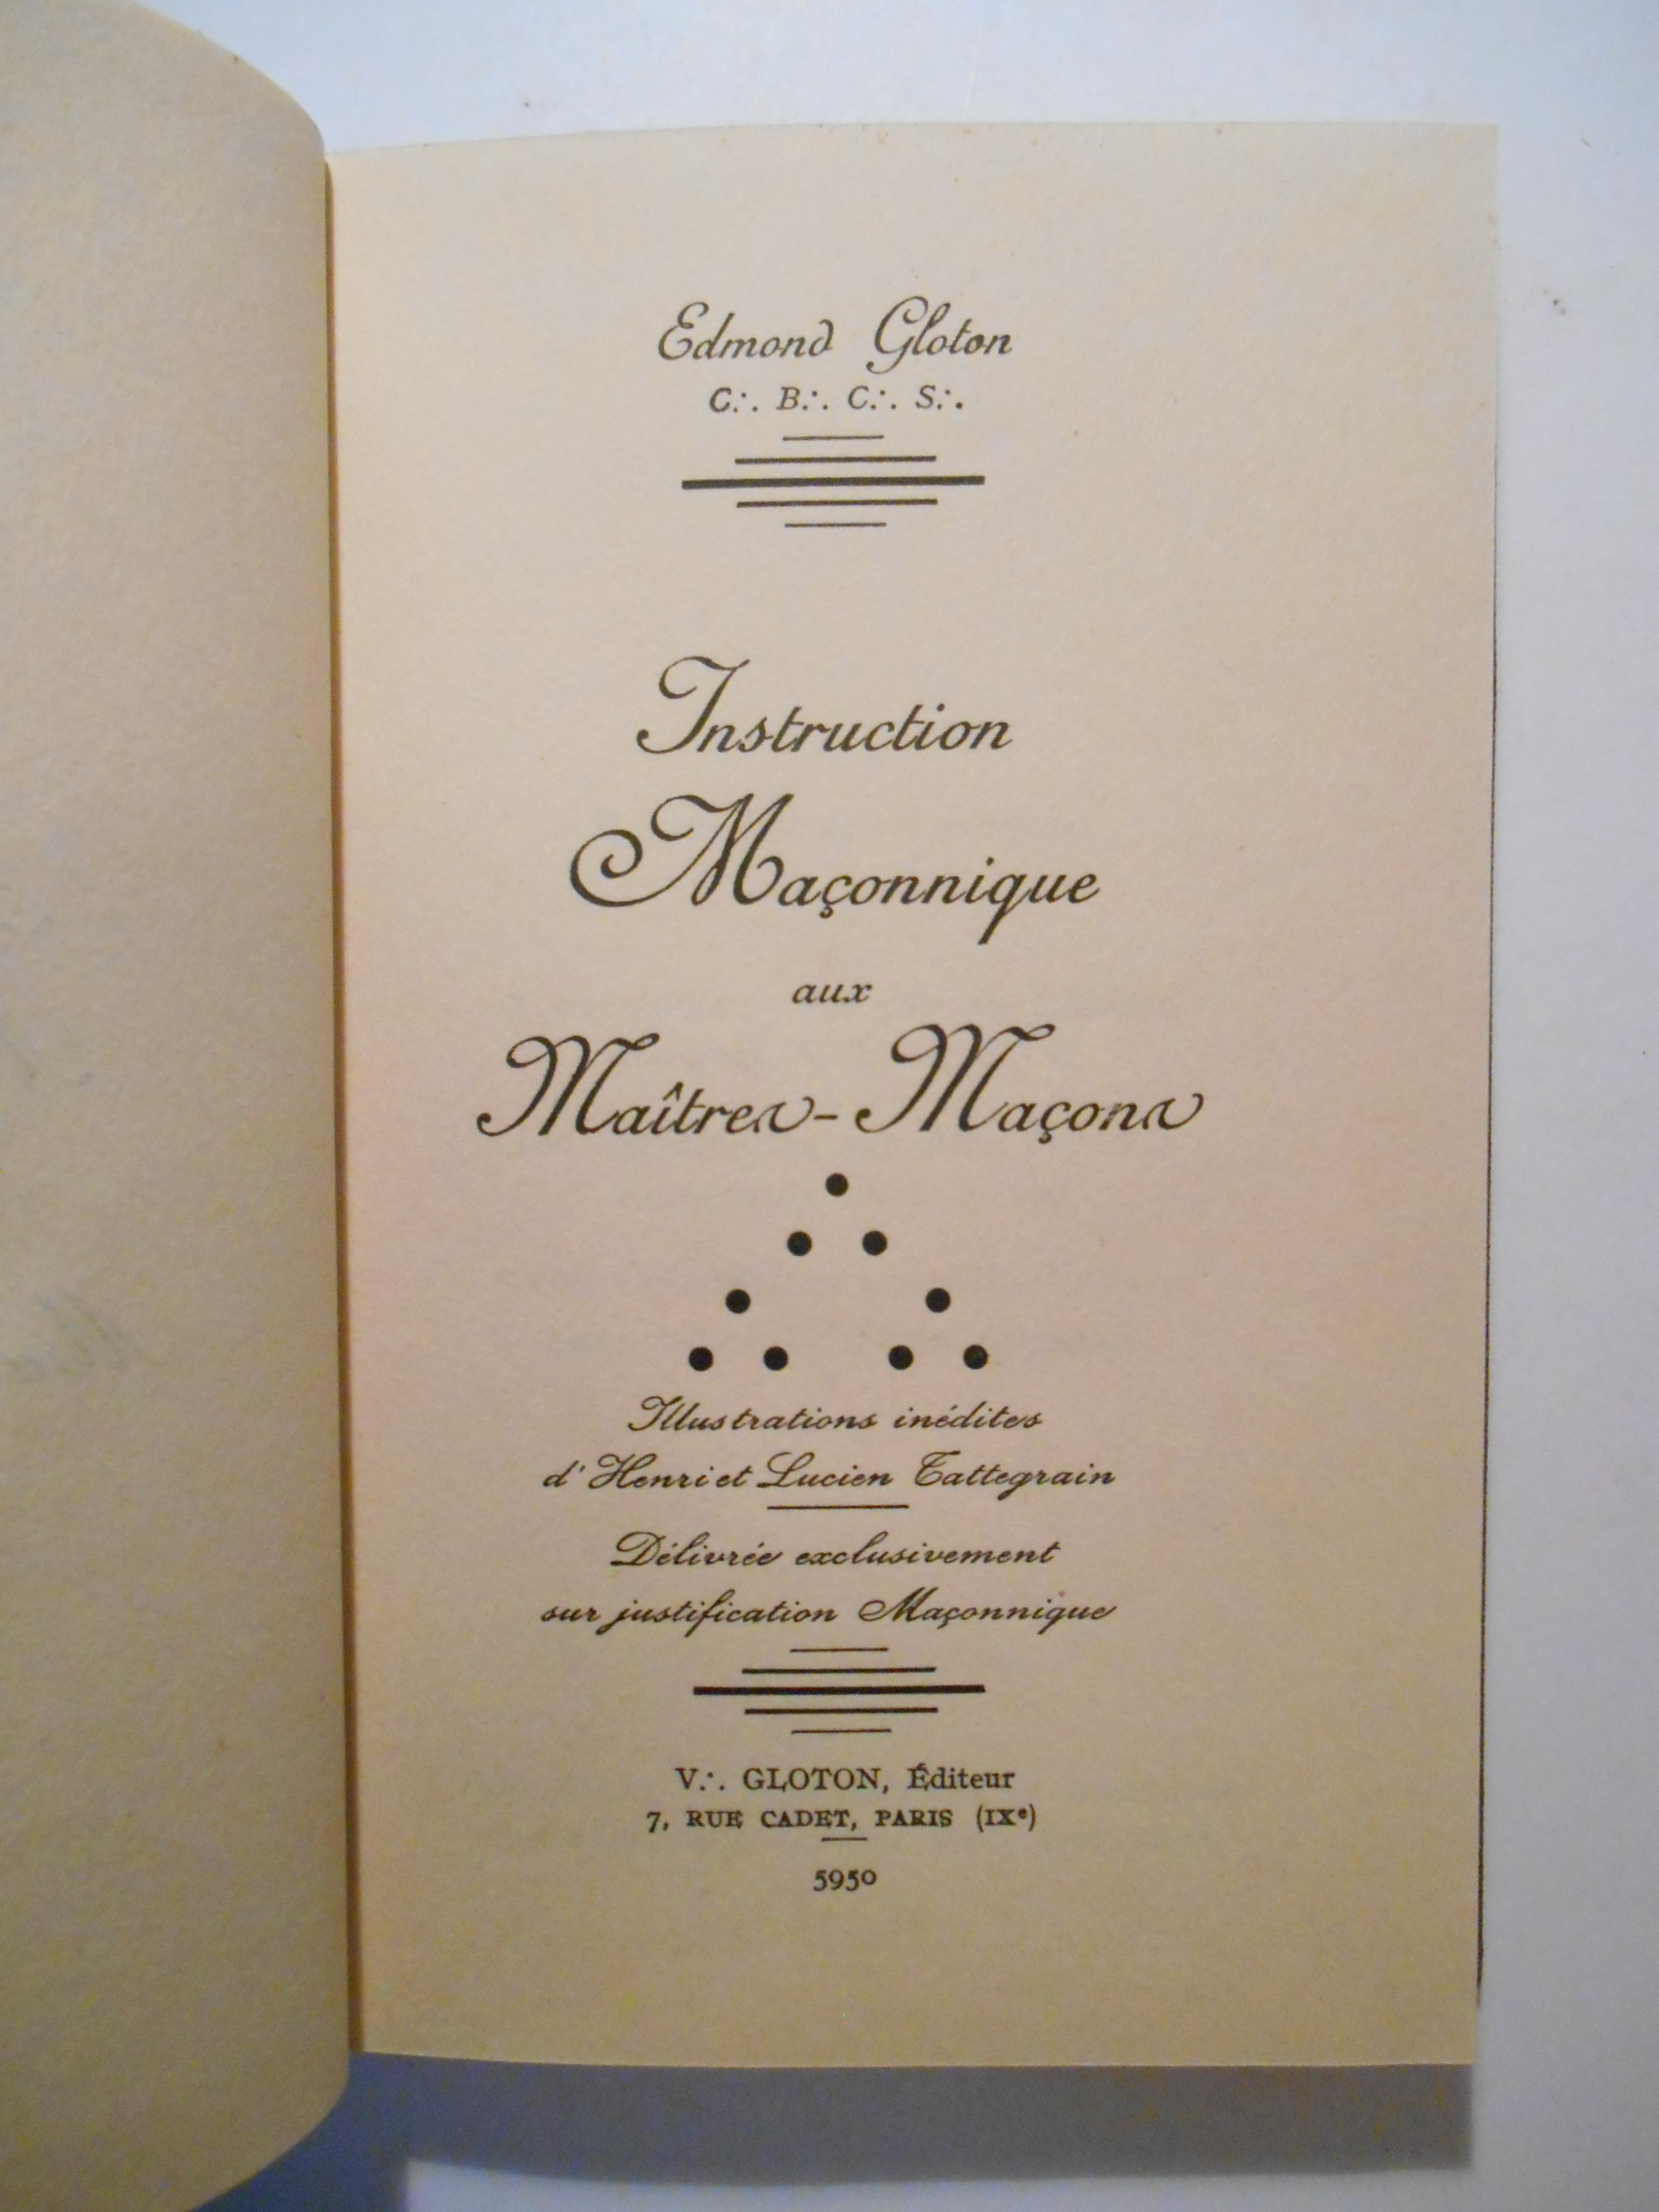 Edmond Gloton
C∴ B∴ C∴ S∴
Instruction
Maçonnique
aux
Maîtres-Maçons
Illustrations inédites
d'Henri et Lucien Tattegrain
Délivrée exclusivement
sur justification Maçonnique
V∴ GLOTON, Éditeur
7, RUE CADET, PARIS (IXe)
5950